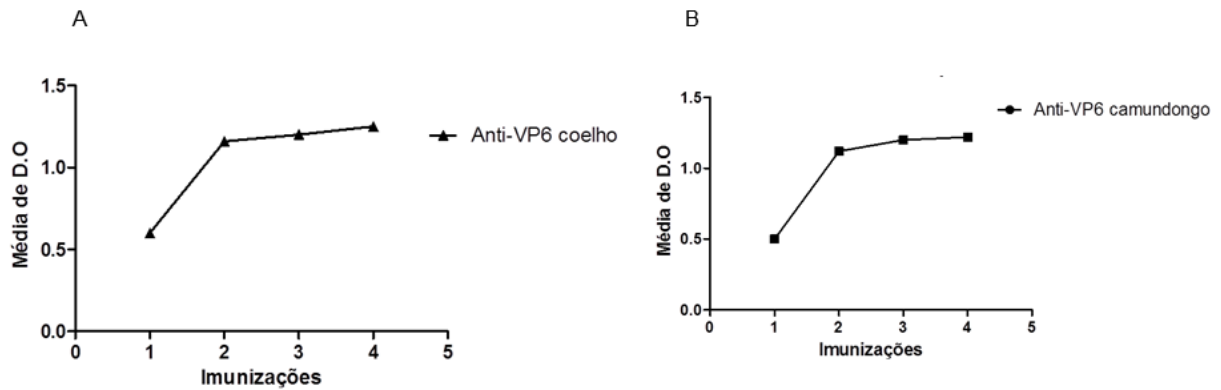 A
1.5
1.0
0.5
0.0
Média de D.O
0 1 2 3 4 5
Imunizações
Anti-VP6 coelho
B
1.5
1.0
0.5
0.0
Média de D.O
0 1 2 3 4 5
Imunizações
Anti-VP6 camundongo